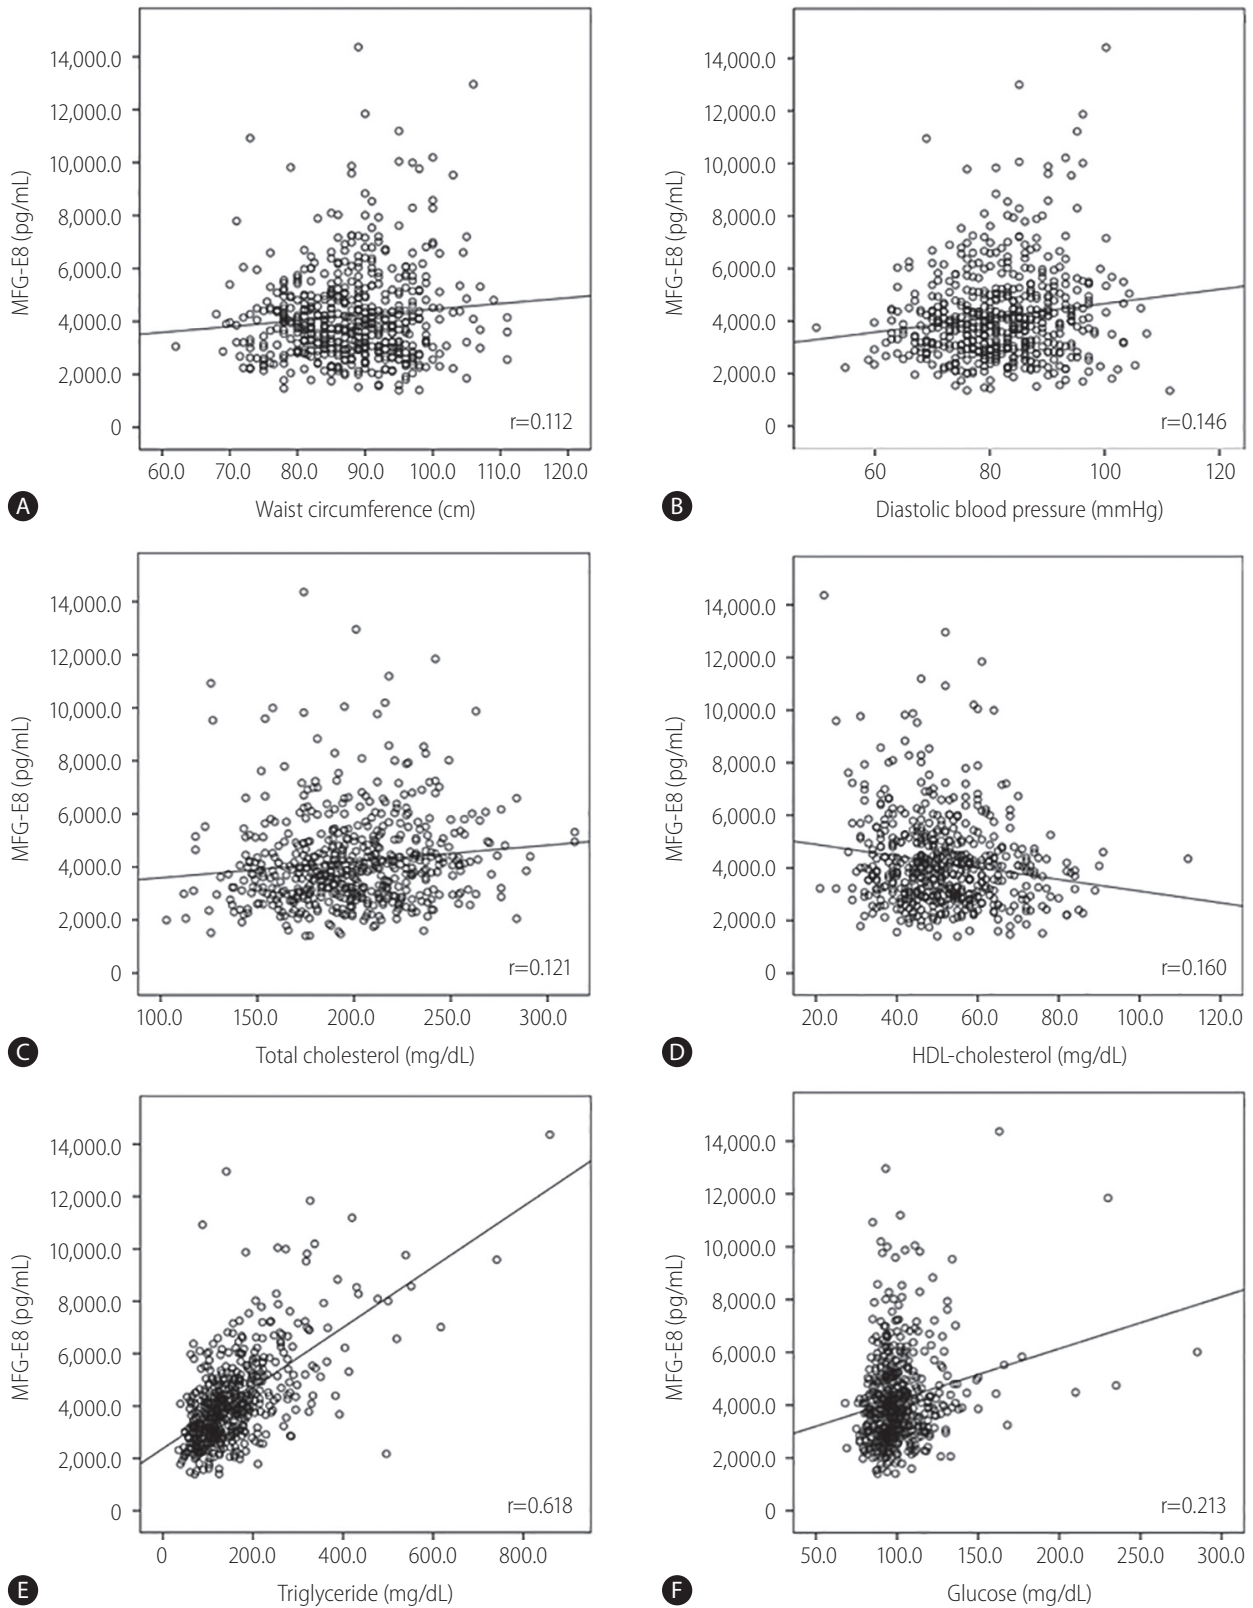 14,000.0
12,000.0
10,000.0
8,000.0
6,000.0
4,000.0
2,000.0
0
MFG-E8 (pg/mL)
r=0.112
60.0 70.0 80.0 90.0 100.0 110.0 120.0
Waist circumference (cm)
A
14,000.0
12,000.0
10,000.0
8,000.0
6,000.0
4,000.0
2,000.0
0
MFG-E8 (pg/mL)
r=0.146
60 80 100 120
Diastolic blood pressure (mmHg)
B
14,000.0
12,000.0
10,000.0
8,000.0
6,000.0
4,000.0
2,000.0
0
MFG-E8 (pg/mL)
r=0.121
100.0 150.0 200.0 250.0 300.0
Total cholesterol (mg/dL)
C
14,000.0
12,000.0
10,000.0
8,000.0
6,000.0
4,000.0
2,000.0
0
MFG-E8 (pg/mL)
r=0.160
20.0 40.0 60.0 80.0 100.0 120.0
HDL-cholesterol (mg/dL)
D
14,000.0
12,000.0
10,000.0
8,000.0
6,000.0
4,000.0
2,000.0
0
MFG-E8 (pg/mL)
r=0.618
0 200.0 400.0 600.0 800.0
Triglyceride (mg/dL)
E
14,000.0
12,000.0
10,000.0
8,000.0
6,000.0
4,000.0
2,000.0
0
MFG-E8 (pg/mL)
r=0.213
50.0 100.0 150.0 200.0 250.0 300.0
Glucose (mg/dL)
F